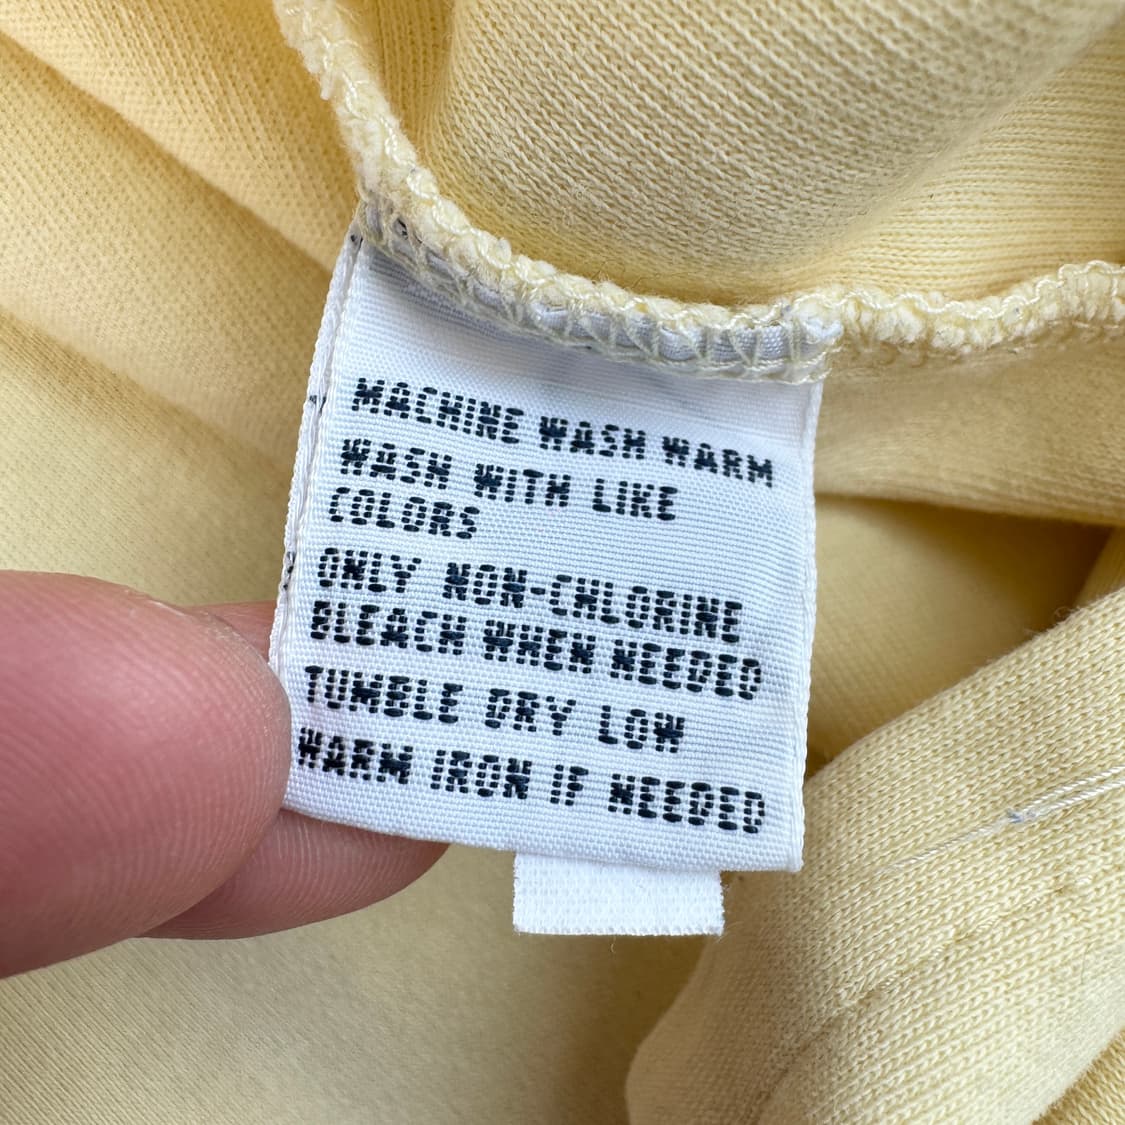 MACHINE WASH WARM
WASH WITH LIKE
COLORS
ONLY NON-CHLORINE
BLEACH WHEN NEEDED
TUMBLE DRY LOW
WARM IRON IF NEEDED